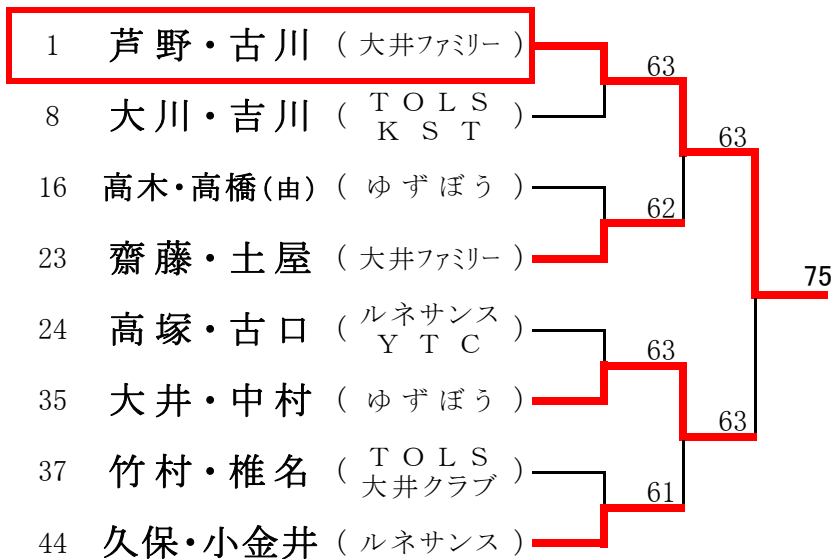 1 芦野・古川 (大井ファミリー)
63
8 大川・吉川 (TOLS KST)
63
16 高木・高橋(由) (ゆずぼう)
62
23 齋藤・土屋 (大井ファミリー)
75
24 高塚・古口 (ルネサンス YTC)
63
35 大井・中村 (ゆずぼう)
63
37 竹村・椎名 (TOLS 大井クラブ)
61
44 久保・小金井 (ルネサンス)